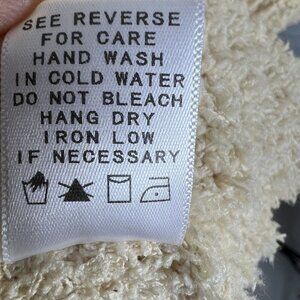 SEE REVERSE
FOR CARE
HAND WASH
IN COLD WATER
DO NOT BLEACH
HANG DRY
IRON LOW
IF NECESSARY